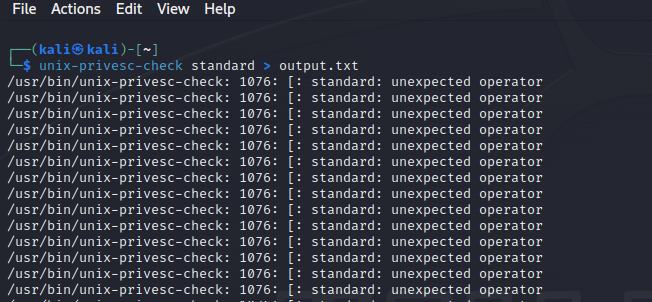 File Actions Edit View Help
┌──(kali㉿kali)-[~]
└─$ unix-privesc-check standard > output.txt
/usr/bin/unix-privesc-check: 1076: [: standard: unexpected operator
/usr/bin/unix-privesc-check: 1076: [: standard: unexpected operator
/usr/bin/unix-privesc-check: 1076: [: standard: unexpected operator
/usr/bin/unix-privesc-check: 1076: [: standard: unexpected operator
/usr/bin/unix-privesc-check: 1076: [: standard: unexpected operator
/usr/bin/unix-privesc-check: 1076: [: standard: unexpected operator
/usr/bin/unix-privesc-check: 1076: [: standard: unexpected operator
/usr/bin/unix-privesc-check: 1076: [: standard: unexpected operator
/usr/bin/unix-privesc-check: 1076: [: standard: unexpected operator
/usr/bin/unix-privesc-check: 1076: [: standard: unexpected operator
/usr/bin/unix-privesc-check: 1076: [: standard: unexpected operator
/usr/bin/unix-privesc-check: 1076: [: standard: unexpected operator
/usr/bin/unix-privesc-check: 1076: [: standard: unexpected operator
/usr/bin/unix-privesc-check: 1076: [: standard: unexpected operator